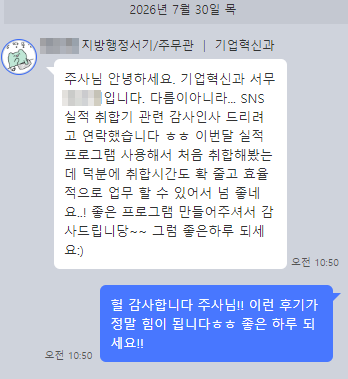 2026년 7월 30일 목
지방행정서기/주무관 | 기업혁신과
주사님 안녕하세요. 기업혁신과 서무
입니다. 다름이아니라... SNS
실적 취합기 관련 감사인사 드리려
고 연락했습니다 ㅎㅎ 이번달 실적
프로그램 사용해서 처음 취합해봤는
데 덕분에 취합시간도 확 줄고 효율
적으로 업무 할 수 있어서 넘 좋네
요..! 좋은 프로그램 만들어주셔서 감
사드립니당~~ 그럼 좋은하루 되세
요:)
오전 10:50
헐 감사합니다 주사님!! 이런 후기가
정말 힘이 됩니다ㅎㅎ 좋은 하루 되
세요!!
오전 10:50